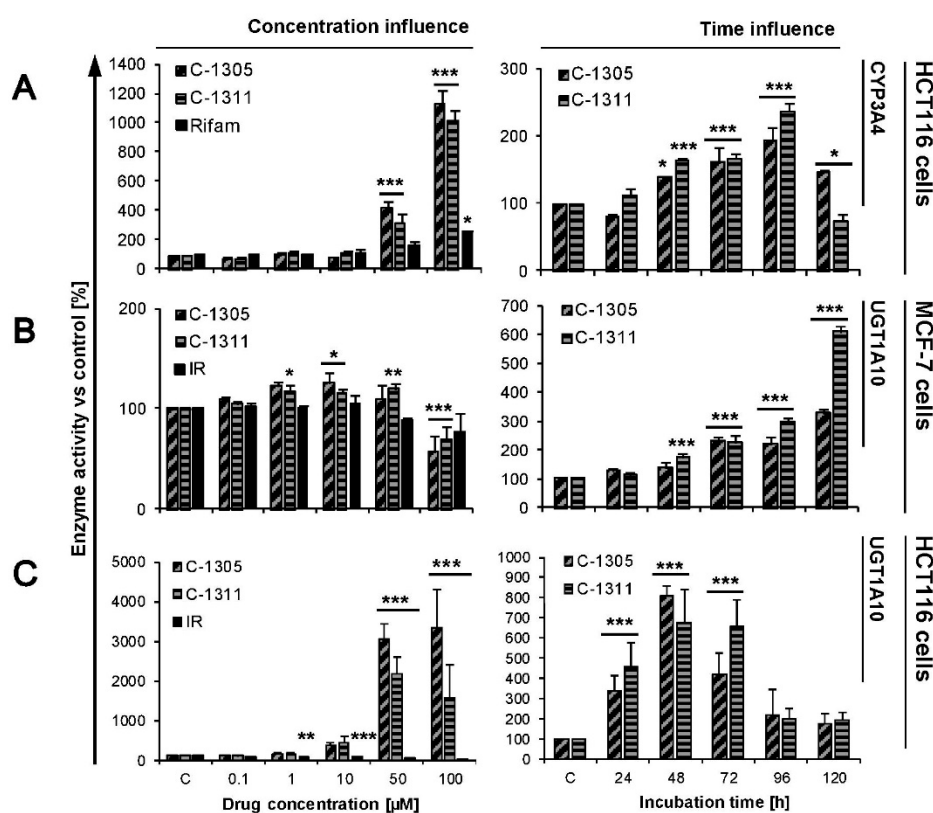 Concentration influence
Time influence
A
Enzyme activity vs control [%]
1400
1200
1000
800
600
400
200
0
C-1305
C-1311
Rifam
***
***
*
300
200
100
0
C-1305
C-1311
*
***
***
***
*
CYP3A4
HCT116 cells
B
200
100
0
C-1305
C-1311
IR
*
*
**
***
700
600
500
400
300
200
100
0
C-1305
C-1311
***
***
***
***
UGT1A10
MCF-7 cells
C
5000
4000
3000
2000
1000
0
C-1305
C-1311
IR
**
***
***
***
C 0.1 1 10 50 100
Drug concentration [µM]
1000
900
800
700
600
500
400
300
200
100
0
C-1305
C-1311
***
***
***
C 24 48 72 96 120
Incubation time [h]
UGT1A10
HCT116 cells